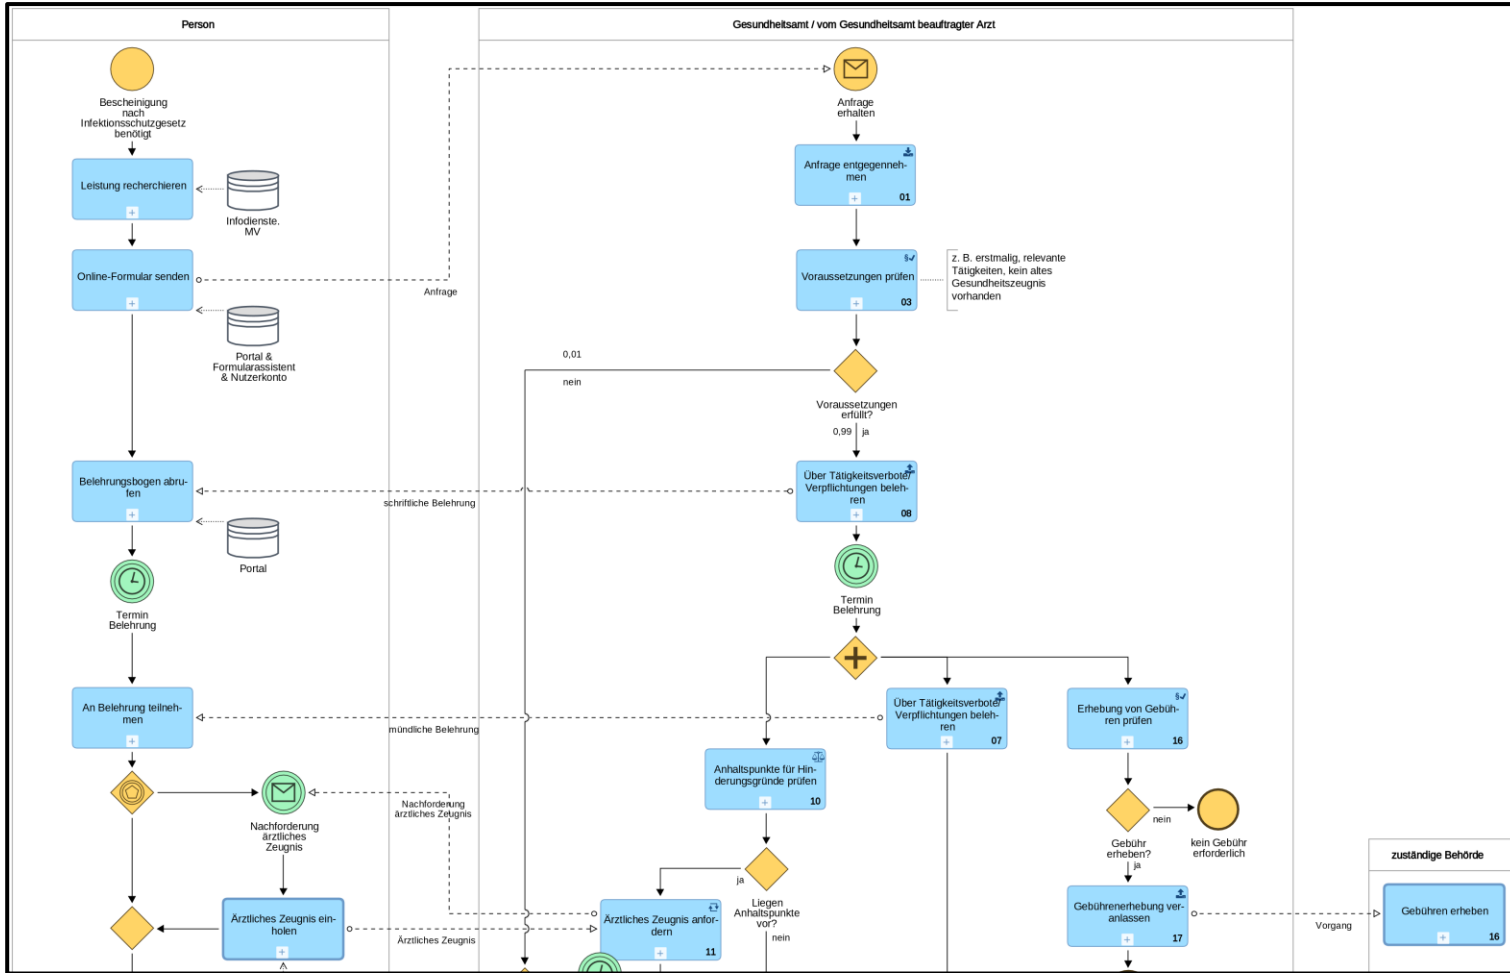 Person
Gesundheitsamt / vom Gesundheitsamt beauftragter Arzt
Bescheinigung
nach
Infektionsschutzgesetz
benötigt
Anfrage
erhalten
Leistung recherchieren
Infodienste.
MV
Anfrage entgegenneh-
men
01
Online-Formular senden
Anfrage
Portal &
Formularassistent
& Nutzerkonto
Voraussetzungen prüfen
03
z. B. erstmalig, relevante
Tätigkeiten, kein altes
Gesundheitszeugnis
vorhanden
0,01
nein
Voraussetzungen
erfüllt?
0,99
ja
Belehrungsbogen abru-
fen
schriftliche Belehrung
Über Tätigkeitsverbote/
Verpflichtungen beleh-
ren
08
Portal
Termin
Belehrung
Termin
Belehrung
An Belehrung teilneh-
men
mündliche Belehrung
Über Tätigkeitsverbote/
Verpflichtungen beleh-
ren
07
Erhebung von Gebüh-
ren prüfen
16
Anhaltspunkte für Hin-
derungsgründe prüfen
10
Nachforderung
ärztliches Zeugnis
Nachforderung
ärztliches
Zeugnis
nein
Gebühr
erheben?
ja
kein Gebühr
erforderlich
zuständige Behörde
ja
Liegen
Anhaltspunkte
vor?
nein
Ärztliches Zeugnis ein-
holen
Ärztliches Zeugnis
Ärztliches Zeugnis anfor-
dern
11
Gebührenerhebung ver-
anlassen
17
Vorgang
Gebühren erheben
16